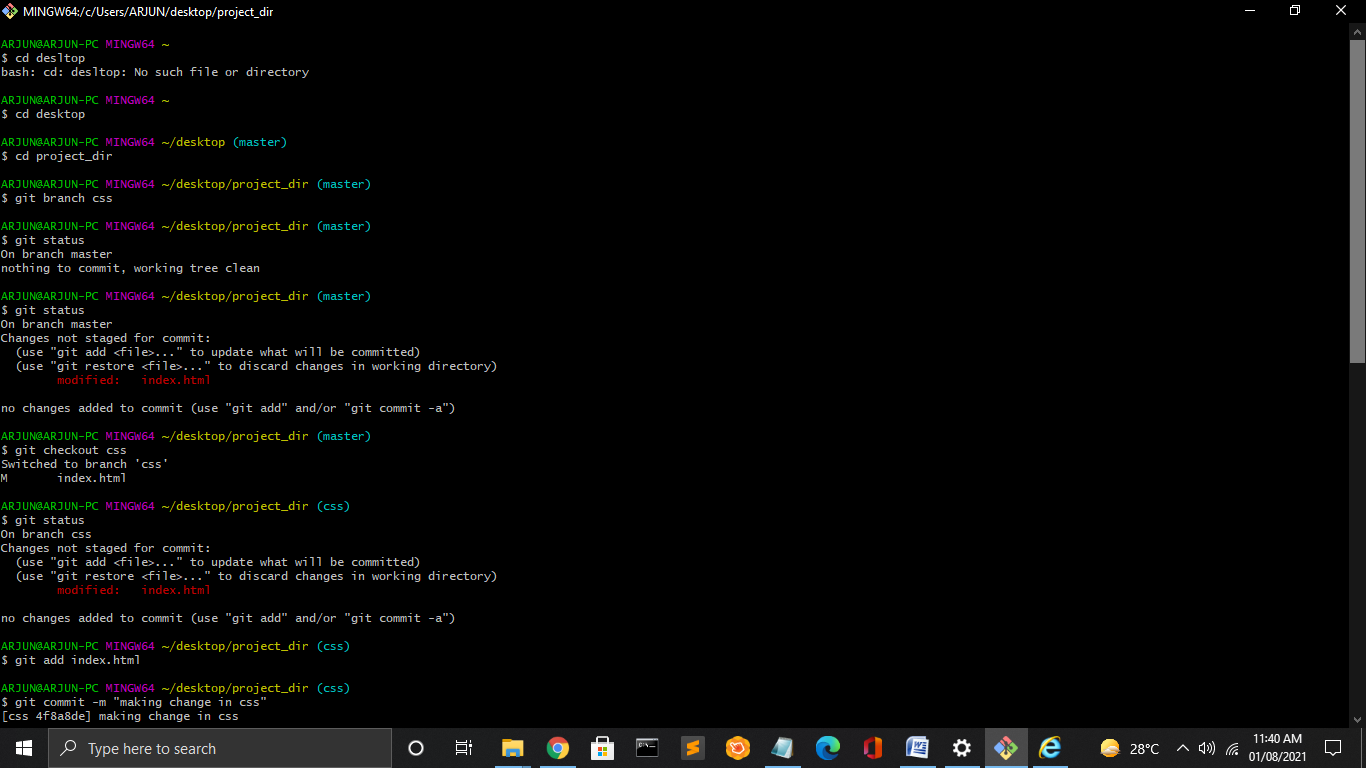 MINGW64:/c/Users/ARJUN/desktop/project_dir
ARJUN@ARJUN-PC MINGW64 ~
$ cd desltop
bash: cd: desltop: No such file or directory
ARJUN@ARJUN-PC MINGW64 ~
$ cd desktop
ARJUN@ARJUN-PC MINGW64 ~/desktop (master)
$ cd project_dir
ARJUN@ARJUN-PC MINGW64 ~/desktop/project_dir (master)
$ git branch css
ARJUN@ARJUN-PC MINGW64 ~/desktop/project_dir (master)
$ git status
On branch master
nothing to commit, working tree clean
ARJUN@ARJUN-PC MINGW64 ~/desktop/project_dir (master)
$ git status
On branch master
Changes not staged for commit:
  (use "git add <file>..." to update what will be committed)
  (use "git restore <file>..." to discard changes in working directory)
        modified:   index.html
no changes added to commit (use "git add" and/or "git commit -a")
ARJUN@ARJUN-PC MINGW64 ~/desktop/project_dir (master)
$ git checkout css
Switched to branch 'css'
M       index.html
ARJUN@ARJUN-PC MINGW64 ~/desktop/project_dir (css)
$ git status
On branch css
Changes not staged for commit:
  (use "git add <file>..." to update what will be committed)
  (use "git restore <file>..." to discard changes in working directory)
        modified:   index.html
no changes added to commit (use "git add" and/or "git commit -a")
ARJUN@ARJUN-PC MINGW64 ~/desktop/project_dir (css)
$ git add index.html
ARJUN@ARJUN-PC MINGW64 ~/desktop/project_dir (css)
$ git commit -m "making change in css"
[css 4f8a8de] making change in css
Type here to search
28°C
11:40 AM
01/08/2021